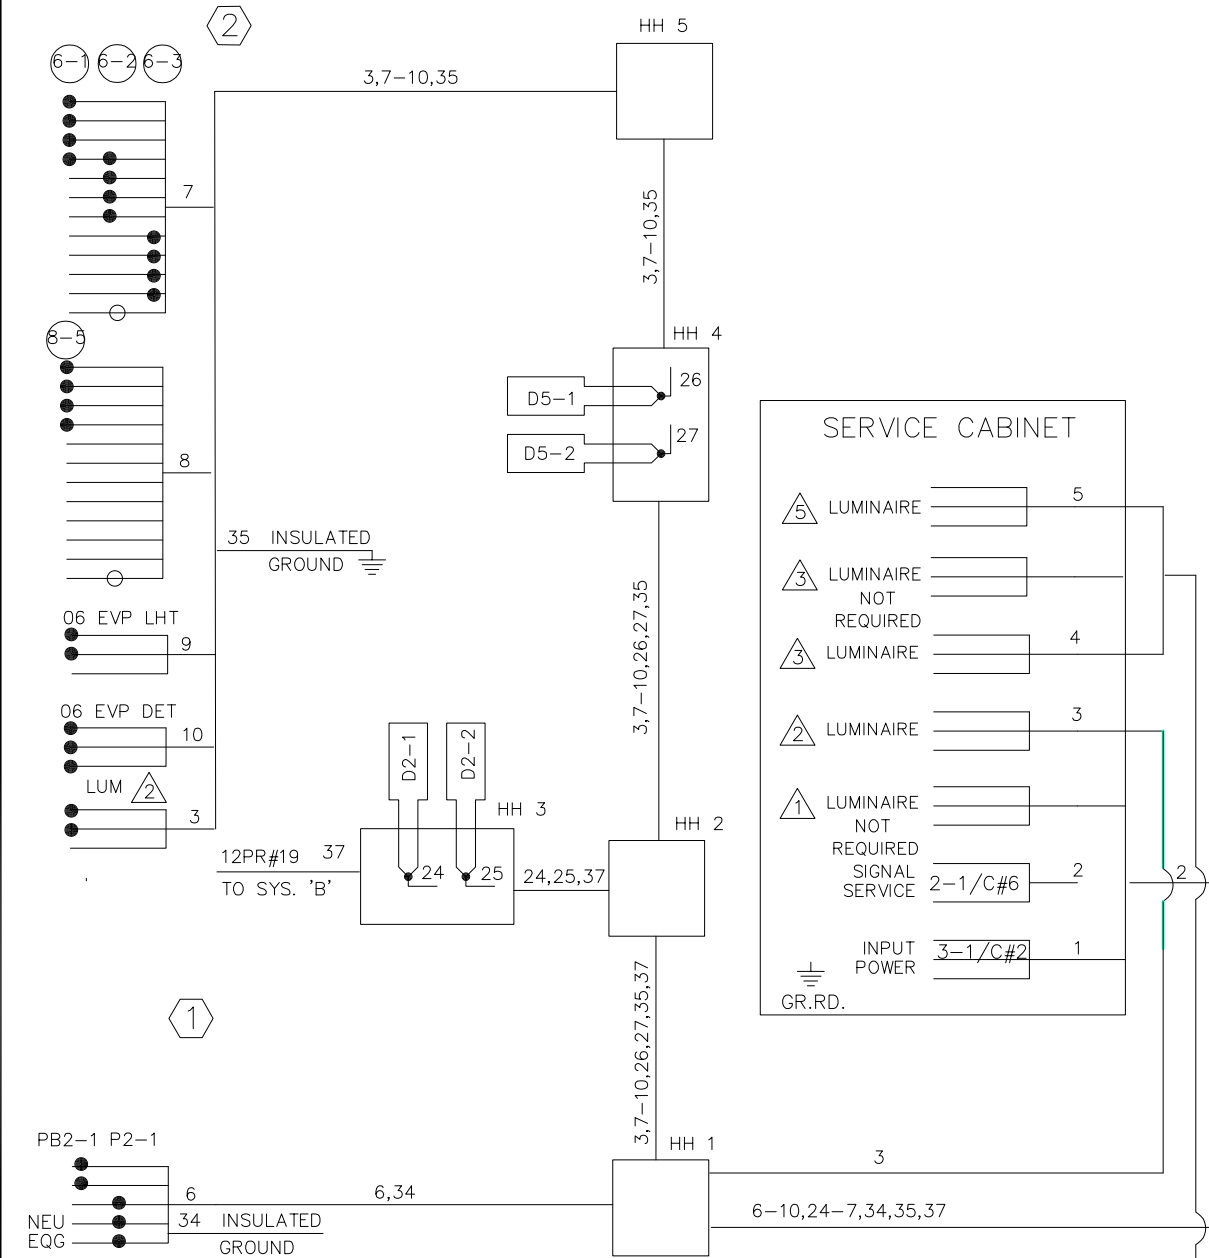 2
HH 5
6-1 6-2 6-3
3,7-10,35
7
3,7-10,35
HH 4
8-5
D5-1
26
D5-2
27
8
35 INSULATED
GROUND
SERVICE CABINET
5 LUMINAIRE 5
3 LUMINAIRE
NOT
REQUIRED
3 LUMINAIRE 4
2 LUMINAIRE 3
1 LUMINAIRE
NOT
REQUIRED
SIGNAL
SERVICE
2-1/C#6 2 2
INPUT
POWER
3-1/C#2 1
GR.RD.
06 EVP LHT
9
3,7-10,26,27,35
06 EVP DET
10
LUM 2
3
D2-1
D2-2
HH 3
HH 2
12PR#19 37
TO SYS. 'B'
24
25
24,25,37
1
3,7-10,26,27,35,37
PB2-1 P2-1
HH 1
3
6
6,34
NEU
EQG
34 INSULATED
GROUND
6-10,24-7,34,35,37